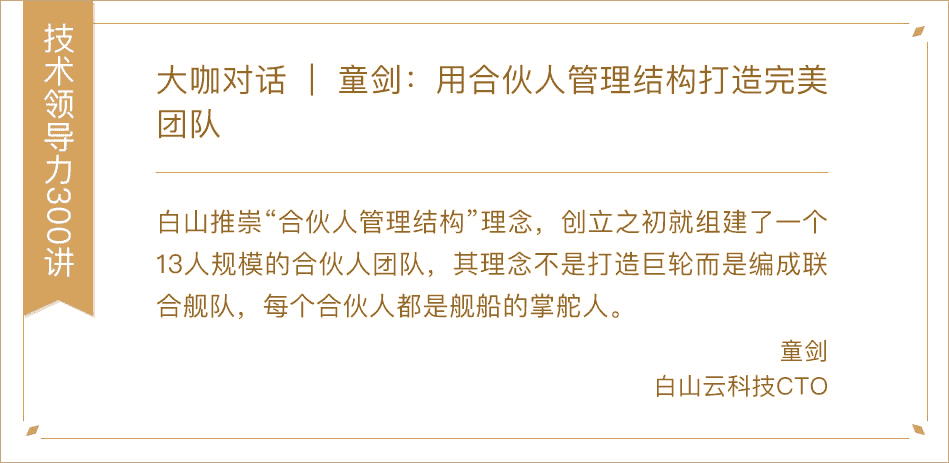 技术领导力300讲
大咖对话 | 童剑：用合伙人管理结构打造完美
团队
白山推崇“合伙人管理结构”理念，创立之初就组建了一个
13人规模的合伙人团队，其理念不是打造巨轮而是编成联
合舰队，每个合伙人都是舰船的掌舵人。
童剑
白山云科技CTO